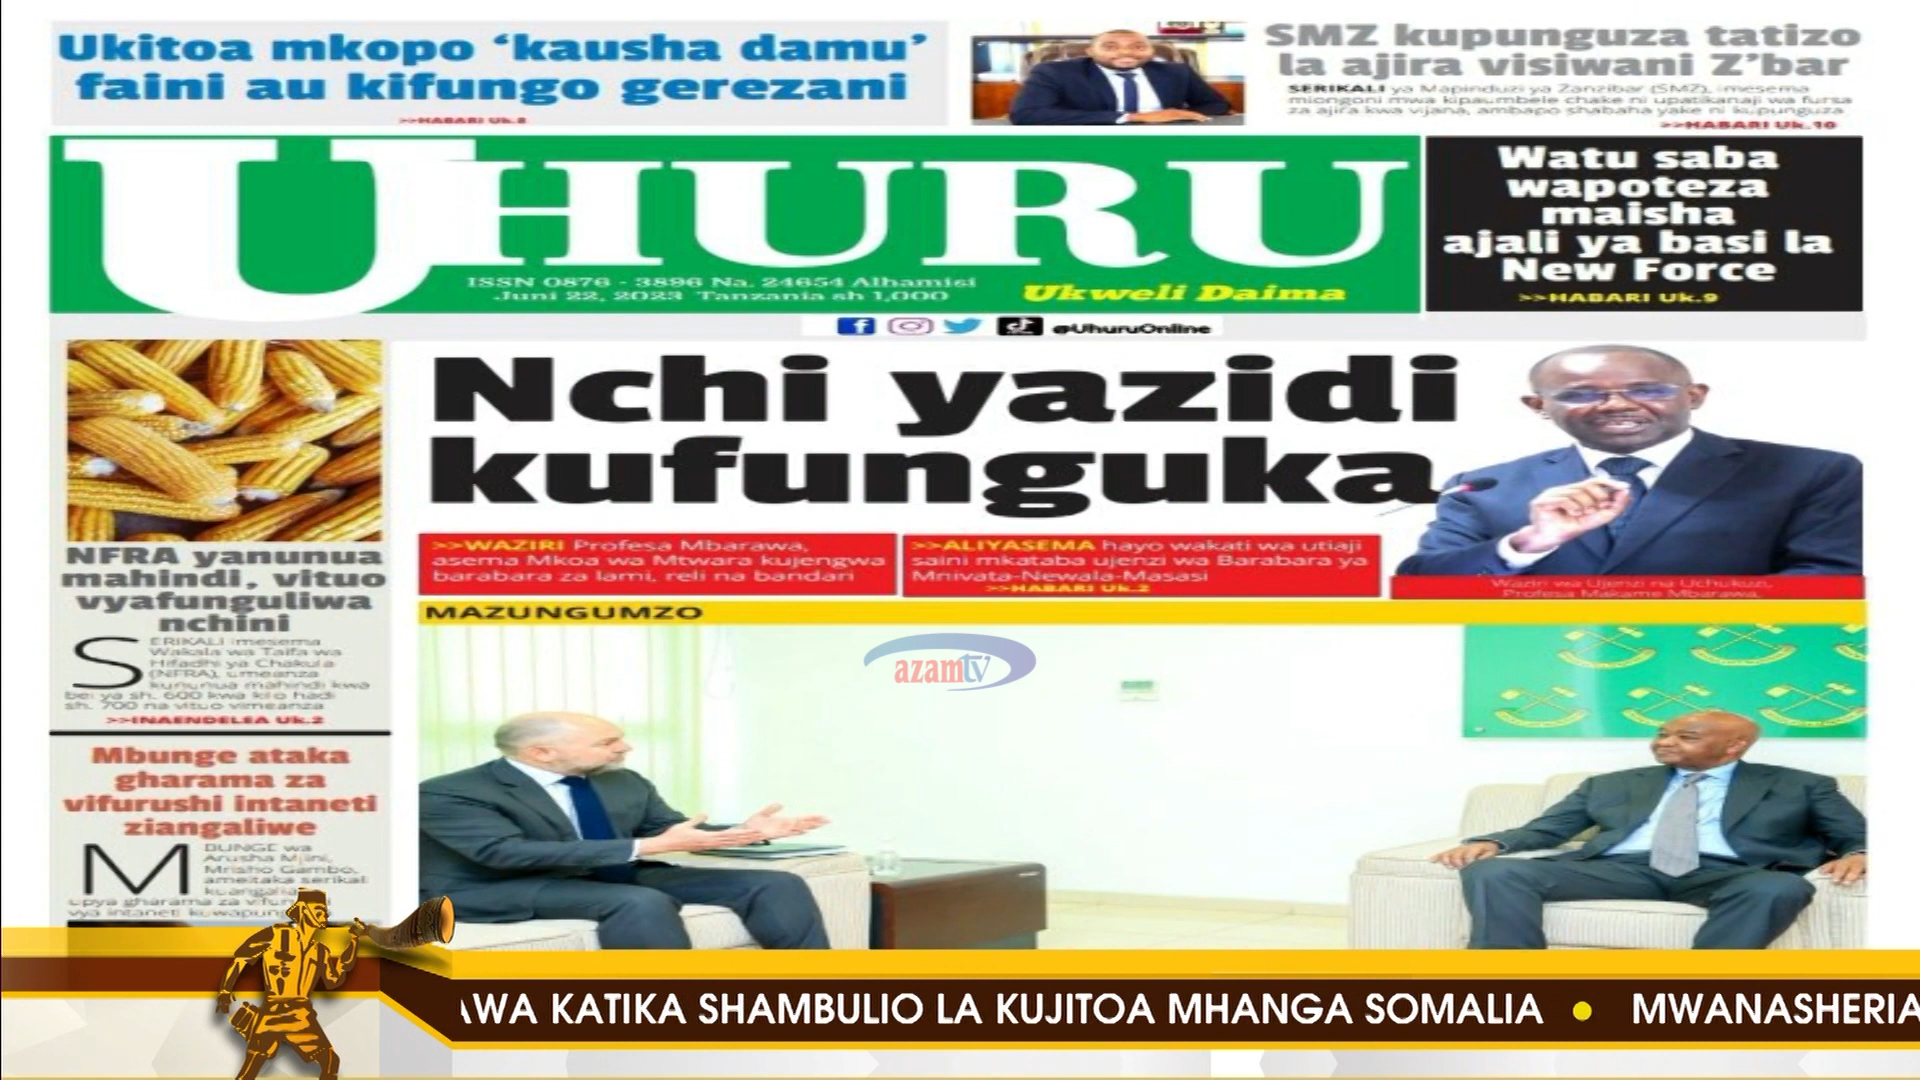 Ukitoa mkopo ‘kausha damu’
faini au kifungo gerezani
>>HABARI Uk.8
SMZ kupunguza tatizo
la ajira visiwani Z’bar
SERIKALI ya Mapinduzi ya Zanzibar (SMZ), imesema
miongoni mwa kipaumbele chake ni upatikanaji wa fursa
za ajira kwa vijana, ambapo shabaha yake ni kupunguza
>>HABARI Uk.10
UHURU
ISSN 0876 - 3896 Na. 24654 Alhamisi
Juni 22, 2023 Tanzania sh 1,000
Ukweli Daima
Watu saba
wapoteza
maisha
ajali ya basi la
New Force
>>HABARI Uk.9
@UhuruOnline
Nchi yazidi
kufunguka
>>WAZIRI Profesa Mbarawa,
asema Mkoa wa Mtwara kujengwa
barabara za lami, reli na bandari
>>ALIYASEMA hayo wakati wa utiaji
saini mkataba ujenzi wa Barabara ya
Mnivata-Newala-Masasi
>>HABARI Uk.2
Waziri wa Ujenzi na Uchukuzi,
Profesa Makame Mbarawa,
NFRA yanunua
mahindi, vituo
vyafunguliwa
nchini
SERIKALI imesema
Wakala wa Taifa wa
Hifadhi ya Chakula
(NFRA), umeanza
kununua mahindi kwa
bei ya sh. 600 kwa kilo hadi
sh. 700 na vituo vimeanza
>>INAENDELEA Uk.2
Mbunge ataka
gharama za
vifurushi intaneti
ziangaliwe
MBUNGE wa
Arusha Mjini,
Mrisho Gambo,
ameitaka serikali
kuangalia
upya gharama za
vya intaneti
MAZUNGUMZO
azamtv
AWA KATIKA SHAMBULIO LA KUJITOA MHANGA SOMALIA • MWANASHERIA